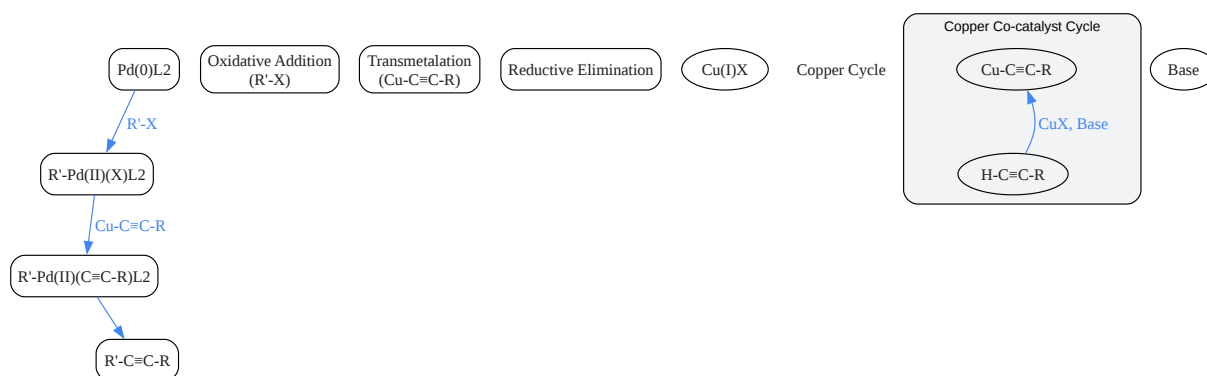 Copper Co-catalyst Cycle
Pd(0)L2
Oxidative Addition
(R'-X)
Transmetalation
(Cu-C≡C-R)
Reductive Elimination
Cu(I)X
Copper Cycle
Cu-C≡C-R
Base
R'-X
CuX, Base
R'-Pd(II)(X)L2
H-C≡C-R
Cu-C≡C-R
R'-Pd(II)(C≡C-R)L2
R'-C≡C-R